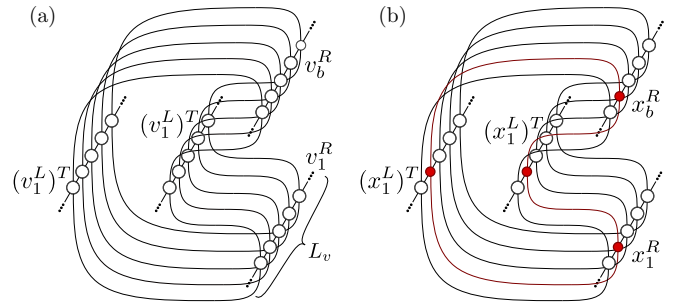 (a)
(b)
v_b^R
x_b^R
(v_1^L)^T
(x_1^L)^T
v_1^R
(v_1^L)^T
(x_1^L)^T
L_v
x_1^R